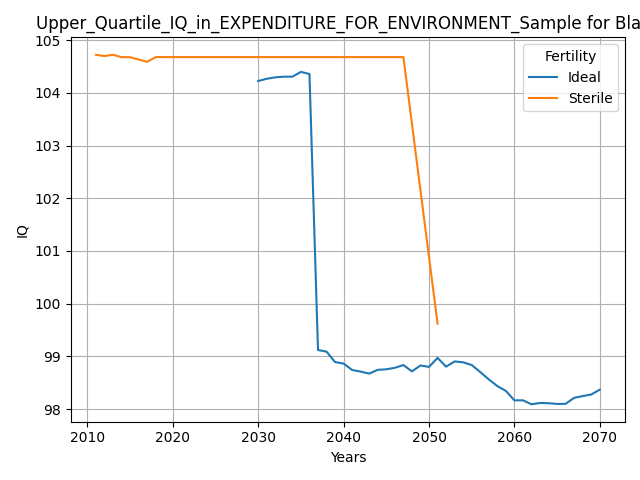 Upper_Quartile_IQ_in_EXPENDITURE_FOR_ENVIRONMENT_Sample for Bla
105
104
103
102
101
100
99
98
IQ
Fertility
Ideal
Sterile
2010 2020 2030 2040 2050 2060 2070
Years